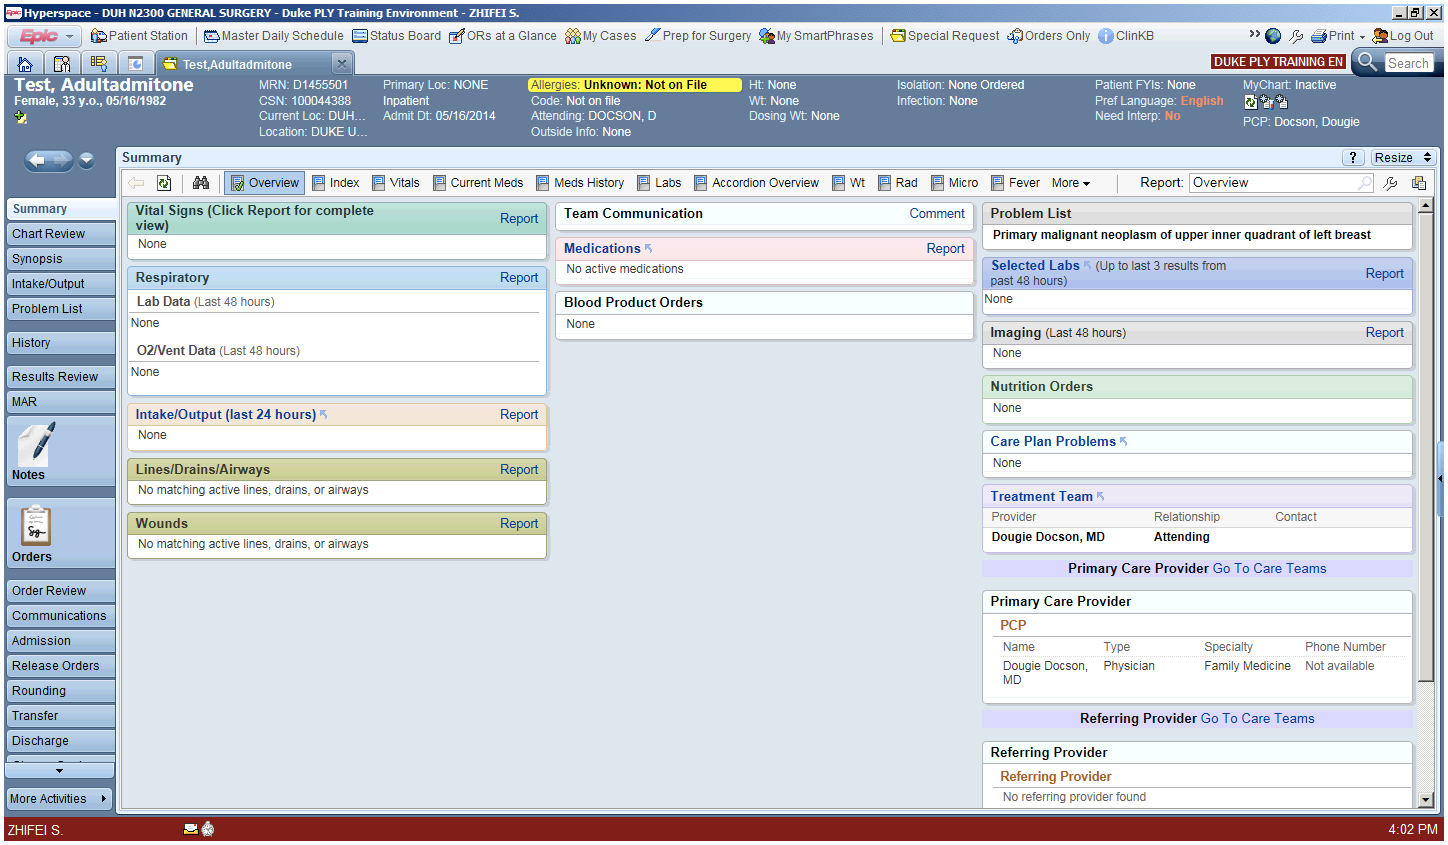 Epic Hyperspace - DUH N2300 GENERAL SURGERY - Duke PLY Training Environment - ZHIFEI S.
Epic Patient Station Master Daily Schedule Status Board ORs at a Glance My Cases Prep for Surgery My SmartPhrases Special Request Orders Only ClinKB Print Log Out
Test,Adultadmitone DUKE PLY TRAINING EN Search
Test, Adultadmitone
Female, 33 y.o., 05/16/1982
MRN: D1455501
CSN: 100044388
Current Loc: DUH...
Location: DUKE U...
Primary Loc: NONE
Inpatient
Admit Dt: 05/16/2014
Allergies: Unknown: Not on File
Code: Not on file
Attending: DOCSON, D
Outside Info: None
Ht: None
Wt: None
Dosing Wt: None
Isolation: None Ordered
Infection: None
Patient FYIs: None
Pref Language: English
Need Interp: No
MyChart: Inactive
PCP: Docson, Dougie
Summary ? Resize
Overview Index Vitals Current Meds Meds History Labs Accordion Overview Wt Rad Micro Fever More Report: Overview
Summary
Chart Review
Synopsis
Intake/Output
Problem List
History
Results Review
MAR
Notes
Orders
Order Review
Communications
Admission
Release Orders
Rounding
Transfer
Discharge
More Activities
Vital Signs (Click Report for complete
view) Report
None
Respiratory Report
Lab Data (Last 48 hours)
None
O2/Vent Data (Last 48 hours)
None
Intake/Output (last 24 hours) Report
None
Lines/Drains/Airways Report
No matching active lines, drains, or airways
Wounds Report
No matching active lines, drains, or airways
Team Communication Comment
Medications Report
No active medications
Blood Product Orders
None
Problem List
Primary malignant neoplasm of upper inner quadrant of left breast
Selected Labs (Up to last 3 results from
past 48 hours) Report
None
Imaging (Last 48 hours) Report
None
Nutrition Orders
None
Care Plan Problems
None
Treatment Team
Provider Relationship Contact
Dougie Docson, MD Attending
Primary Care Provider Go To Care Teams
Primary Care Provider
PCP
Name Type Specialty Phone Number
Dougie Docson, Physician Family Medicine Not available
MD
Referring Provider Go To Care Teams
Referring Provider
Referring Provider
No referring provider found
ZHIFEI S. 4:02 PM